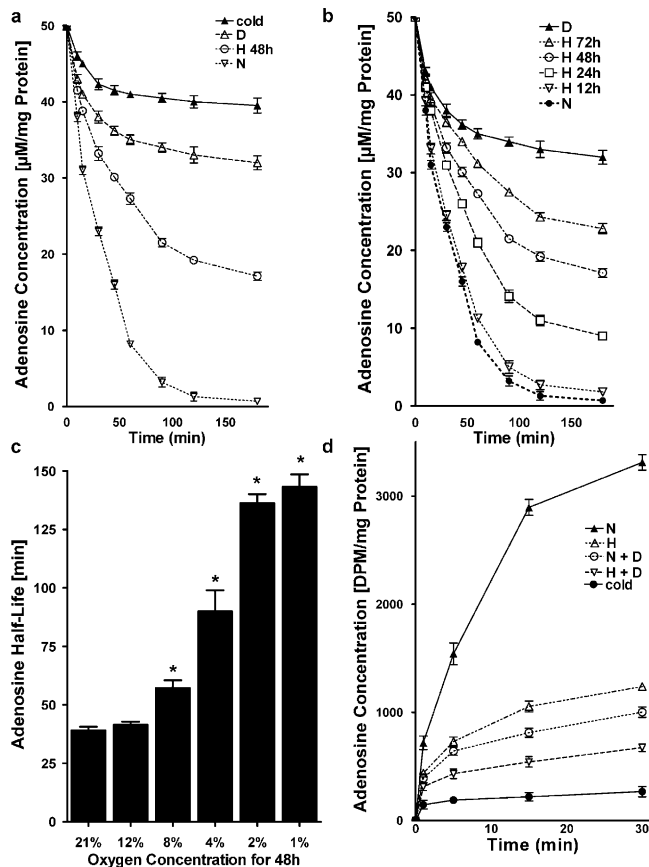 a
cold
D
H 48h
N
Adenosine Concentration [µM/mg Protein]
50
40
30
20
10
0
0 50 100 150
Time (min)
b
D
H 72h
H 48h
H 24h
H 12h
N
Adenosine Concentration [µM/mg Protein]
50
40
30
20
10
0
0 50 100 150
Time (min)
c
Adenosine Half-Life [min]
150
125
100
75
50
25
0
* * * *
21% 12% 8% 4% 2% 1%
Oxygen Concentration for 48h
d
N
H
N + D
H + D
cold
Adenosine Concentration [DPM/mg Protein]
3000
2000
1000
0
0 10 20 30
Time (min)